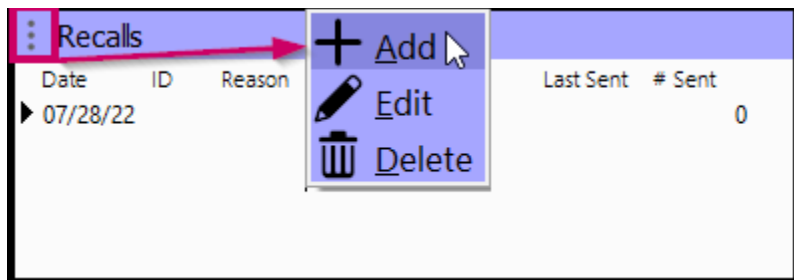 Recalls
Add
Date ID Reason Last Sent # Sent
Edit
07/28/22 0
Delete